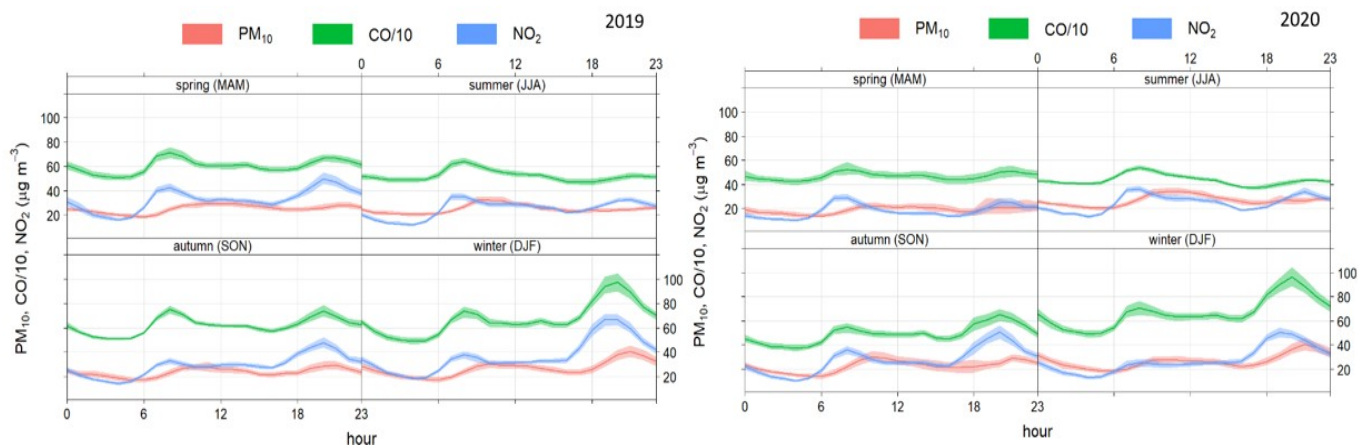 PM₁₀ CO/10 NO₂ 2019
0 6 12 18 23
spring (MAM) summer (JJA)
100
80
60
40
20
autumn (SON) winter (DJF)
100
80
60
40
20
0 6 12 18 23
hour
PM₁₀, CO/10, NO₂ (μg m⁻³)
PM₁₀ CO/10 NO₂ 2020
0 6 12 18 23
spring (MAM) summer (JJA)
100
80
60
40
20
autumn (SON) winter (DJF)
100
80
60
40
20
0 6 12 18 23
hour
PM₁₀, CO/10, NO₂ (μg m⁻³)